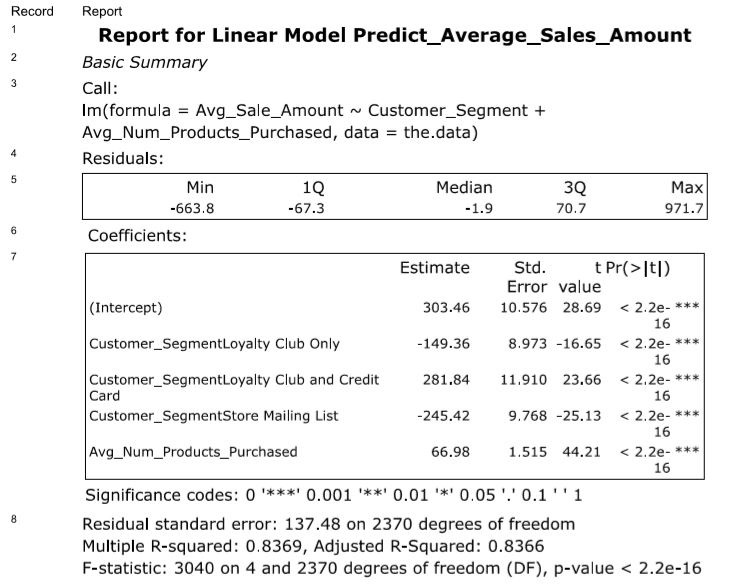 Record Report
1 Report for Linear Model Predict_Average_Sales_Amount
2 Basic Summary
3 Call:
lm(formula = Avg_Sale_Amount ~ Customer_Segment +
Avg_Num_Products_Purchased, data = the.data)
4 Residuals:
5 Min 1Q Median 3Q Max
-663.8 -67.3 -1.9 70.7 971.7
6 Coefficients:
7 Estimate Std. t Pr(>|t|)
Error value
(Intercept) 303.46 10.576 28.69 < 2.2e- ***
16
Customer_SegmentLoyalty Club Only -149.36 8.973 -16.65 < 2.2e- ***
16
Customer_SegmentLoyalty Club and Credit 281.84 11.910 23.66 < 2.2e- ***
Card 16
Customer_SegmentStore Mailing List -245.42 9.768 -25.13 < 2.2e- ***
16
Avg_Num_Products_Purchased 66.98 1.515 44.21 < 2.2e- ***
16
Significance codes: 0 '***' 0.001 '**' 0.01 '*' 0.05 '.' 0.1 ' ' 1
8 Residual standard error: 137.48 on 2370 degrees of freedom
Multiple R-squared: 0.8369, Adjusted R-Squared: 0.8366
F-statistic: 3040 on 4 and 2370 degrees of freedom (DF), p-value < 2.2e-16